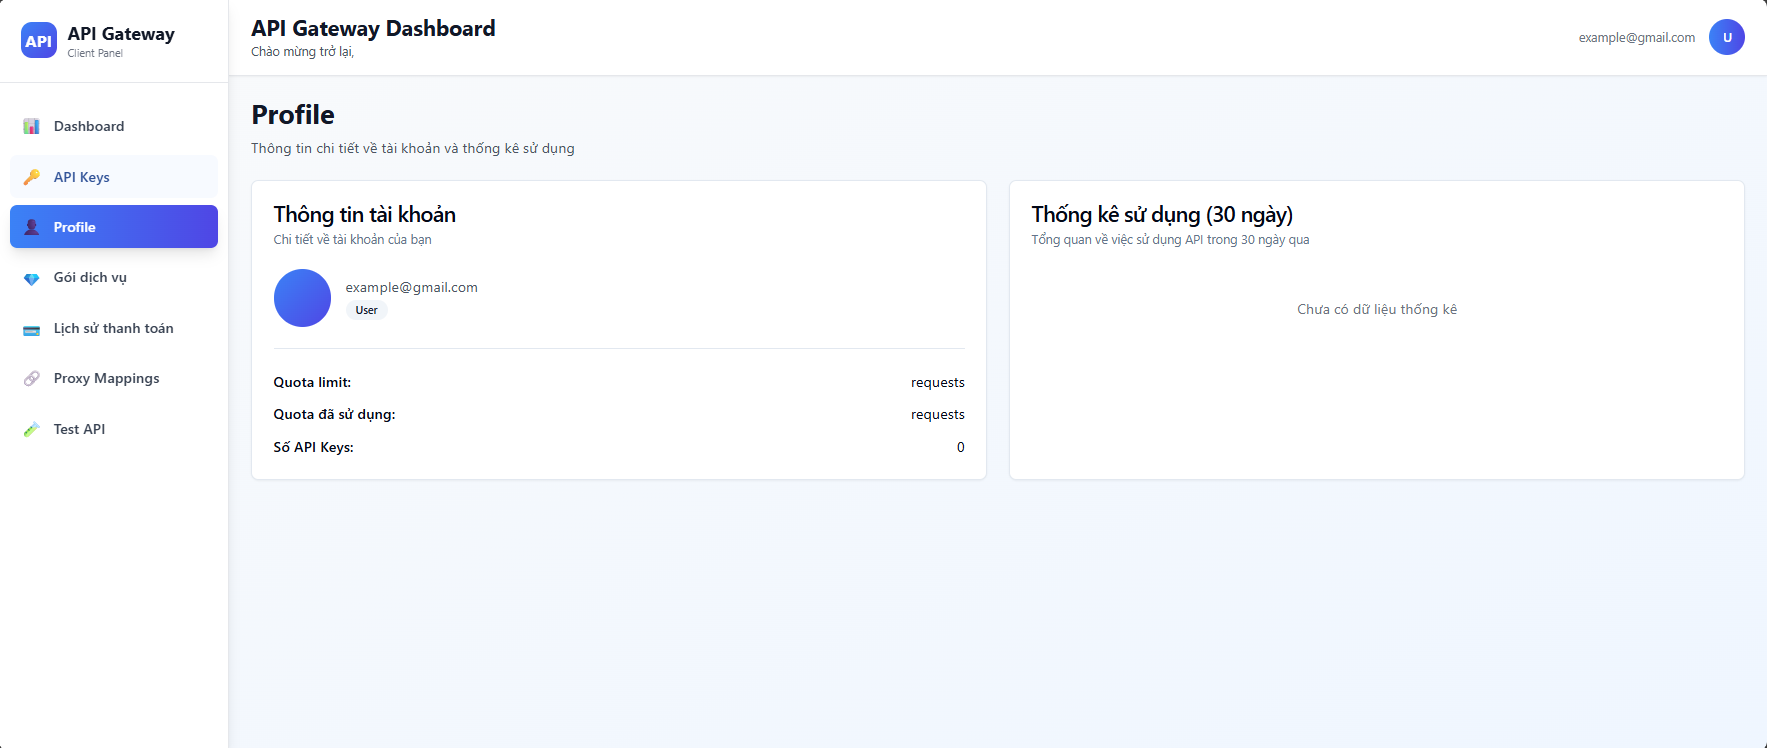 API
API Gateway
Client Panel
Dashboard
API Keys
Profile
Gói dịch vụ
Lịch sử thanh toán
Proxy Mappings
Test API
API Gateway Dashboard
Chào mừng trở lại,
example@gmail.com
U
Profile
Thông tin chi tiết về tài khoản và thống kê sử dụng
Thông tin tài khoản
Chi tiết về tài khoản của bạn
example@gmail.com
User
Quota limit: requests
Quota đã sử dụng: requests
Số API Keys: 0
Thống kê sử dụng (30 ngày)
Tổng quan về việc sử dụng API trong 30 ngày qua
Chưa có dữ liệu thống kê